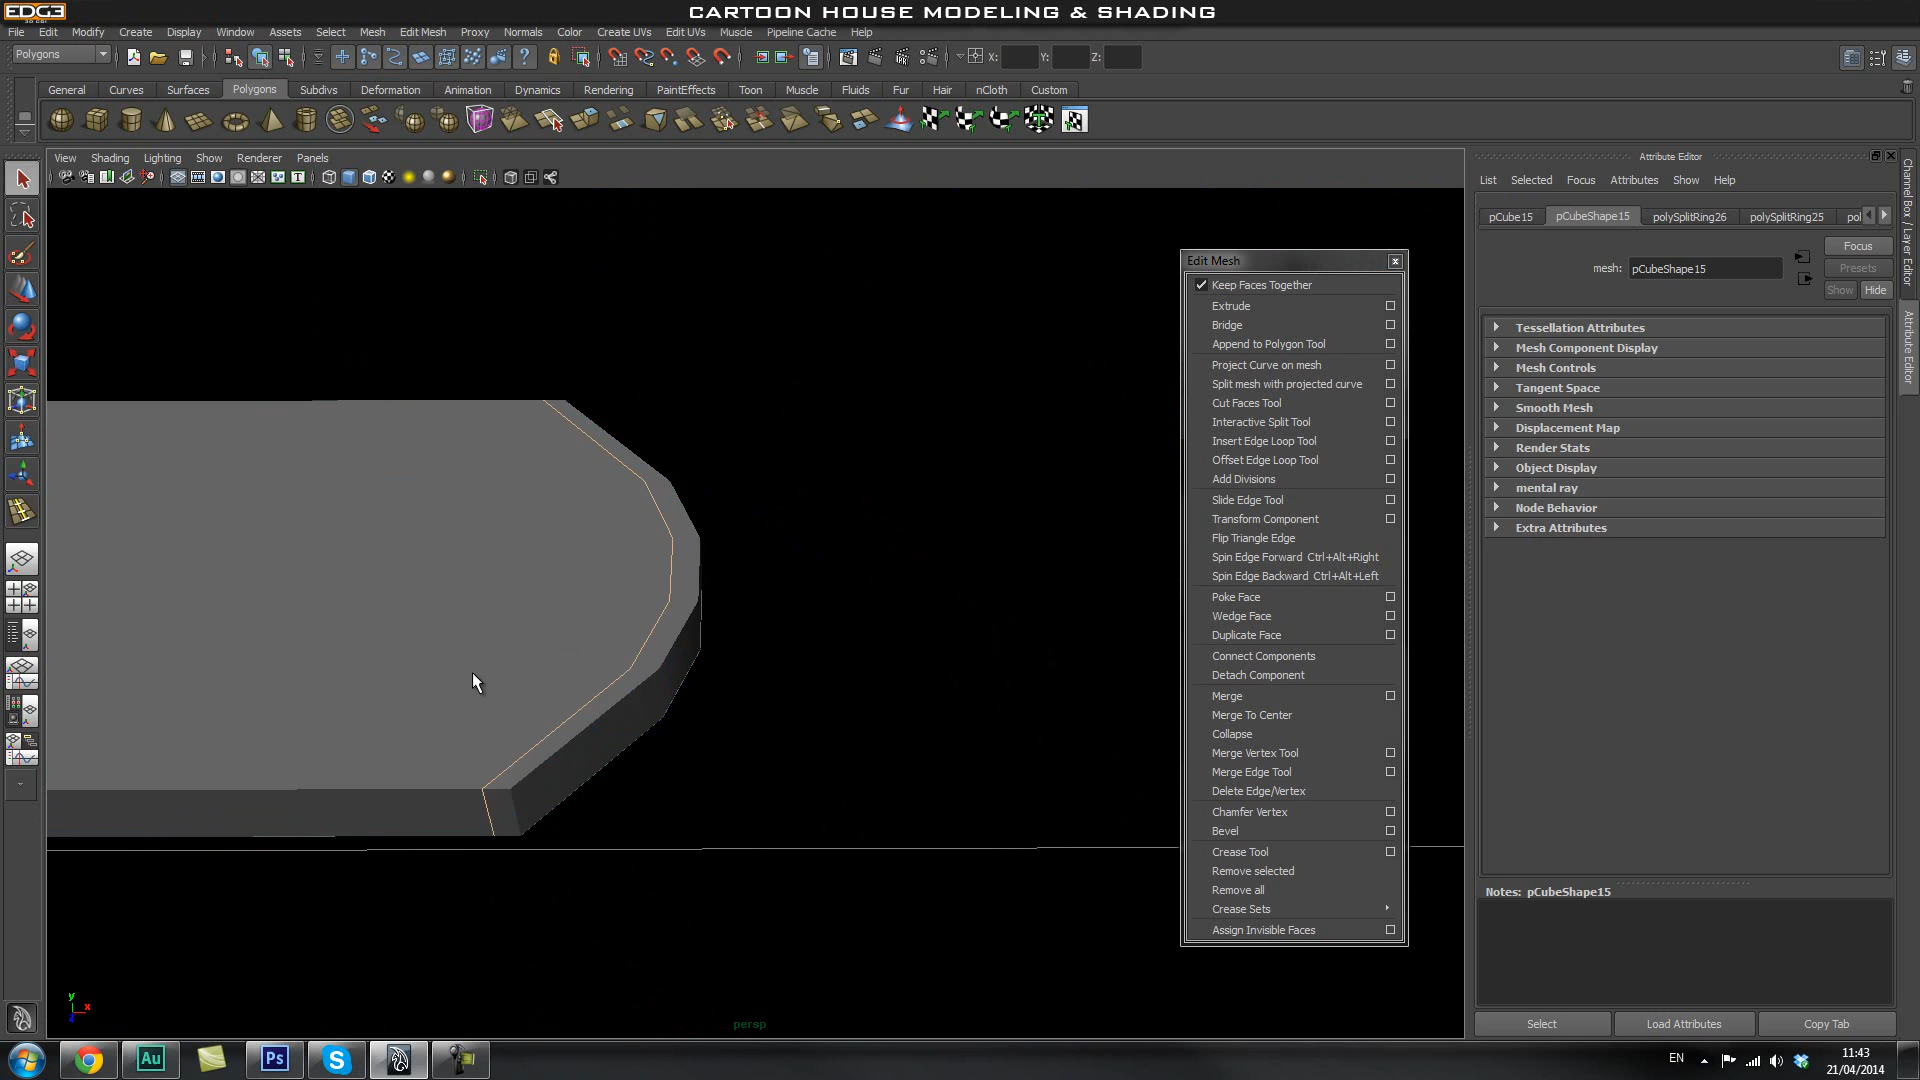 EDGE
3D CGI
CARTOON HOUSE MODELING & SHADING
File Edit Modify Create Display Window Assets Select Mesh Edit Mesh Proxy Normals Color Create UVs Edit UVs Muscle Pipeline Cache Help
Polygons X: Y: Z:
General Curves Surfaces Polygons Subdivs Deformation Animation Dynamics Rendering PaintEffects Toon Muscle Fluids Fur Hair nCloth Custom
View Shading Lighting Show Renderer Panels
Edit Mesh
Keep Faces Together
Extrude
Bridge
Append to Polygon Tool
Project Curve on mesh
Split mesh with projected curve
Cut Faces Tool
Interactive Split Tool
Insert Edge Loop Tool
Offset Edge Loop Tool
Add Divisions
Slide Edge Tool
Transform Component
Flip Triangle Edge
Spin Edge Forward Ctrl+Alt+Right
Spin Edge Backward Ctrl+Alt+Left
Poke Face
Wedge Face
Duplicate Face
Connect Components
Detach Component
Merge
Merge To Center
Collapse
Merge Vertex Tool
Merge Edge Tool
Delete Edge/Vertex
Chamfer Vertex
Bevel
Crease Tool
Remove selected
Remove all
Crease Sets
Assign Invisible Faces
Attribute Editor
List Selected Focus Attributes Show Help
pCube15 pCubeShape15 polySplitRing26 polySplitRing25 pol
Focus
mesh: pCubeShape15 Presets
Show Hide
Tessellation Attributes
Mesh Component Display
Mesh Controls
Tangent Space
Smooth Mesh
Displacement Map
Render Stats
Object Display
mental ray
Node Behavior
Extra Attributes
Notes: pCubeShape15
Select Load Attributes Copy Tab
Channel Box / Layer Editor
Attribute Editor
y
x
z
persp
Au Ps S
EN
11:43
21/04/2014